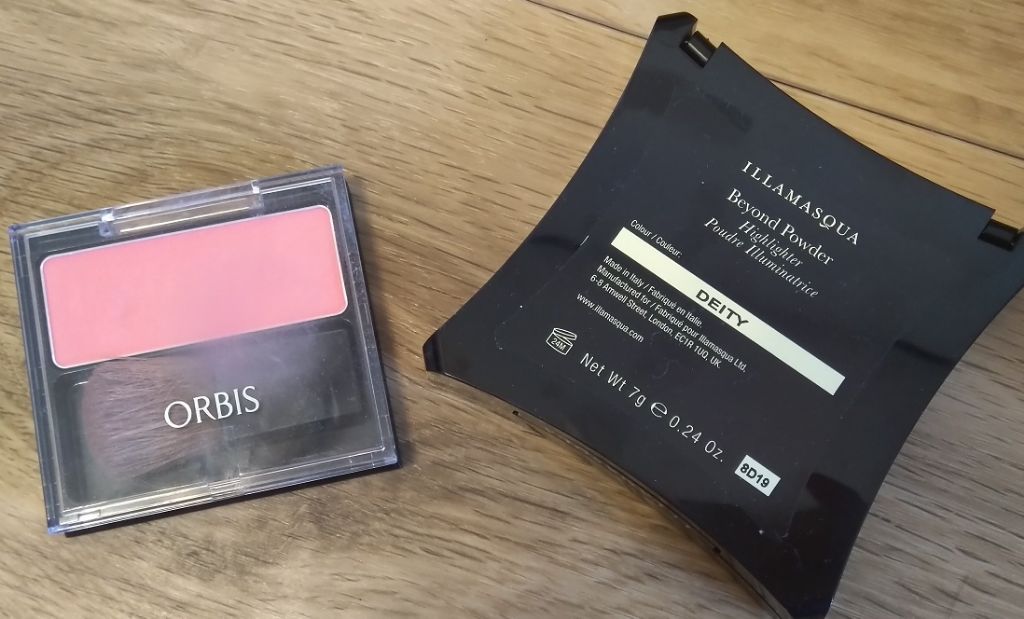 ORBIS
ILLAMASQUA
Beyond Powder
Highlighter
Poudre Illuminatrice
Colour / Couleur:
DEITY
Made in Italy / Fabriqué en Italie.
Manufactured for / Fabriqué pour Illamasqua Ltd.
6-8 Amwell Street, London, EC1R 1UQ, UK.
www.illamasqua.com
24M
Net Wt 7g ℮ 0.24 Oz.
8D19